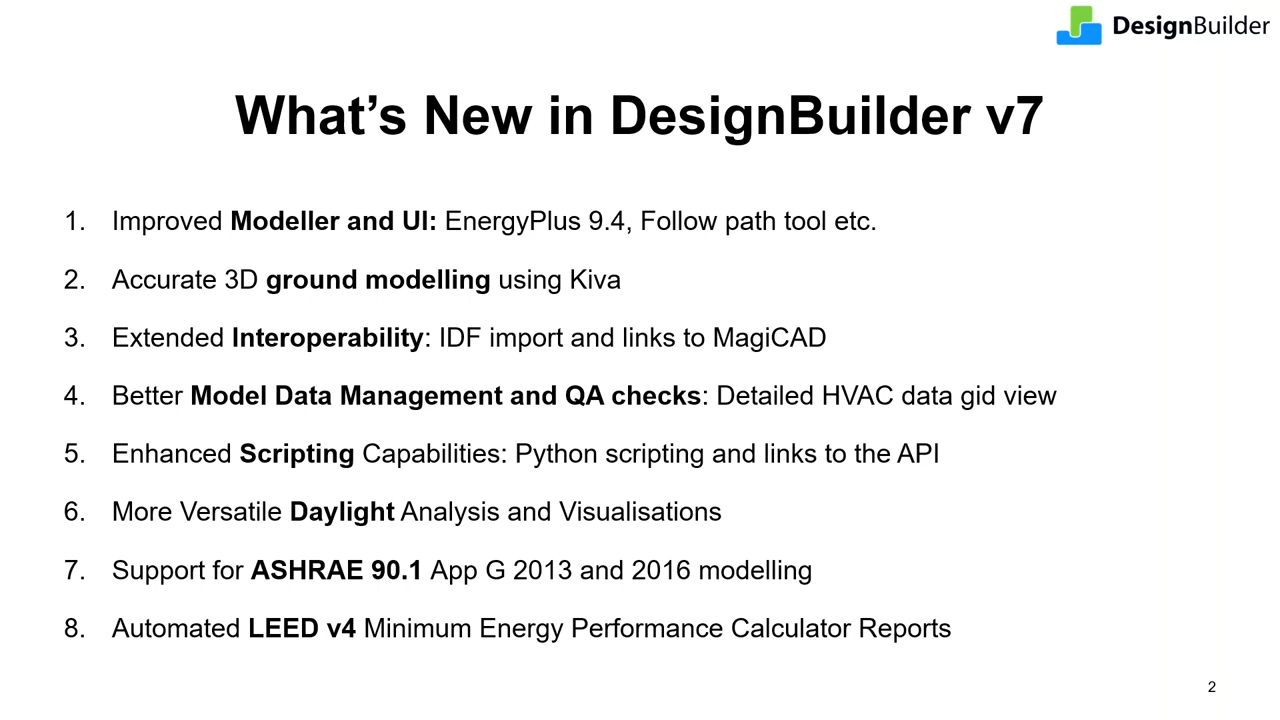 DesignBuilder
What's New in DesignBuilder v7
1. Improved Modeller and UI: EnergyPlus 9.4, Follow path tool etc.
2. Accurate 3D ground modelling using Kiva
3. Extended Interoperability: IDF import and links to MagiCAD
4. Better Model Data Management and QA checks: Detailed HVAC data gid view
5. Enhanced Scripting Capabilities: Python scripting and links to the API
6. More Versatile Daylight Analysis and Visualisations
7. Support for ASHRAE 90.1 App G 2013 and 2016 modelling
8. Automated LEED v4 Minimum Energy Performance Calculator Reports
2